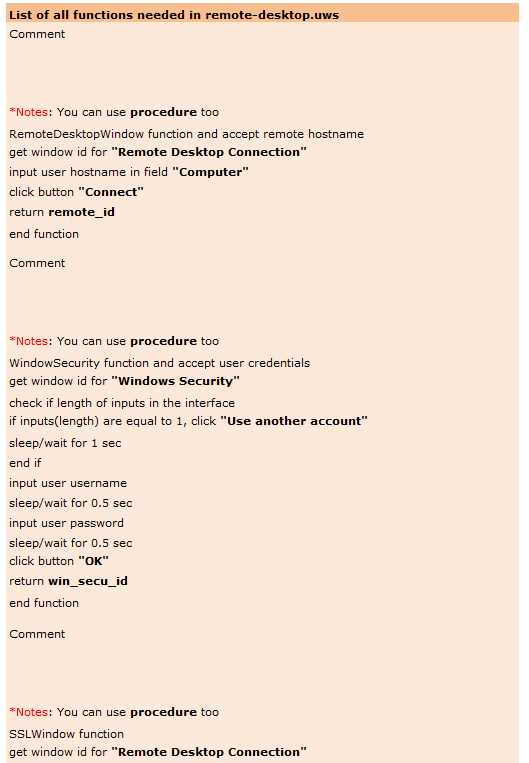 List of all functions needed in remote-desktop.uws
Comment
*Notes: You can use procedure too
RemoteDesktopWindow function and accept remote hostname
get window id for "Remote Desktop Connection"
input user hostname in field "Computer"
click button "Connect"
return remote_id
end function
Comment
*Notes: You can use procedure too
WindowSecurity function and accept user credentials
get window id for "Windows Security"
check if length of inputs in the interface
if inputs(length) are equal to 1, click "Use another account"
sleep/wait for 1 sec
end if
input user username
sleep/wait for 0.5 sec
input user password
sleep/wait for 0.5 sec
click button "OK"
return win_secu_id
end function
Comment
*Notes: You can use procedure too
SSLWindow function
get window id for "Remote Desktop Connection"